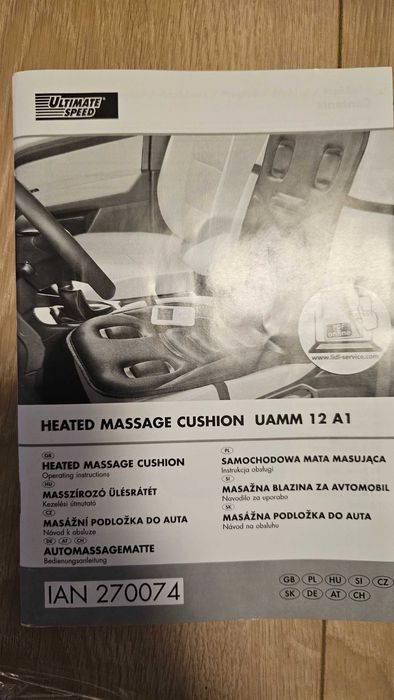 ULTIMATE SPEED
online
www.lidl-service.com
HEATED MASSAGE CUSHION UAMM 12 A1
GB
HEATED MASSAGE CUSHION
Operating instructions
HU
MASSZÍROZÓ ÜLÉSRÁTÉT
Kezelési útmutató
CZ
MASÁŽNÍ PODLOŽKA DO AUTA
Návod k obsluze
DE AT CH
AUTOMASSAGEMATTE
Bedienungsanleitung
PL
SAMOCHODOWA MATA MASUJĄCA
Instrukcja obsługi
SI
MASAŽNA BLAZINA ZA AVTOMOBIL
Navodila za uporabo
SK
MASÁŽNA PODLOŽKA DO AUTA
Návod na obsluhu
IAN 270074
GB PL HU SI CZ
SK DE AT CH